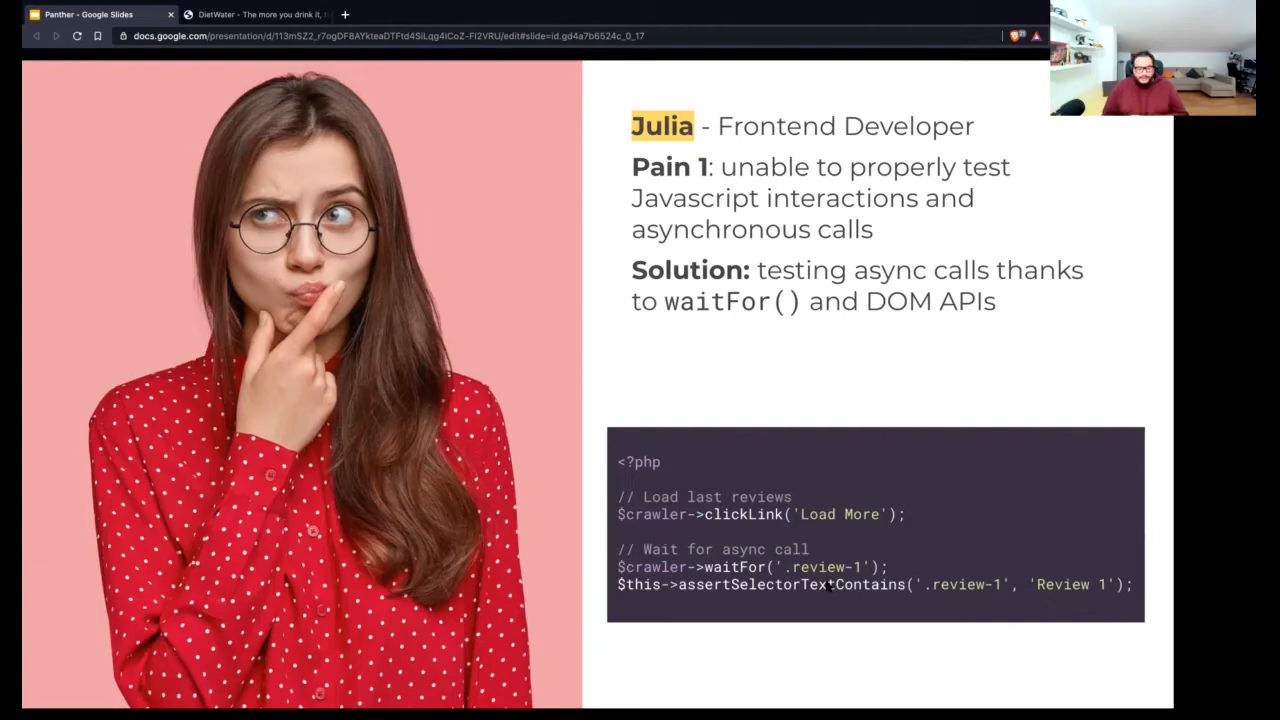 Panther - Google Slides
DietWater - The more you drink it, t
docs.google.com/presentation/d/113mSZ2_r7ogDF8AYkteaDTFtd4SiLqg4ICoZ-FI2VRU/edit#slide=id.gd4a7b6524c_0_17
Julia - Frontend Developer
Pain 1: unable to properly test
Javascript interactions and
asynchronous calls
Solution: testing async calls thanks
to waitFor() and DOM APIs
<?php
// Load last reviews
$crawler->clickLink('Load More');
// Wait for async call
$crawler->waitFor('.review-1');
$this->assertSelectorTextContains('.review-1', 'Review 1');